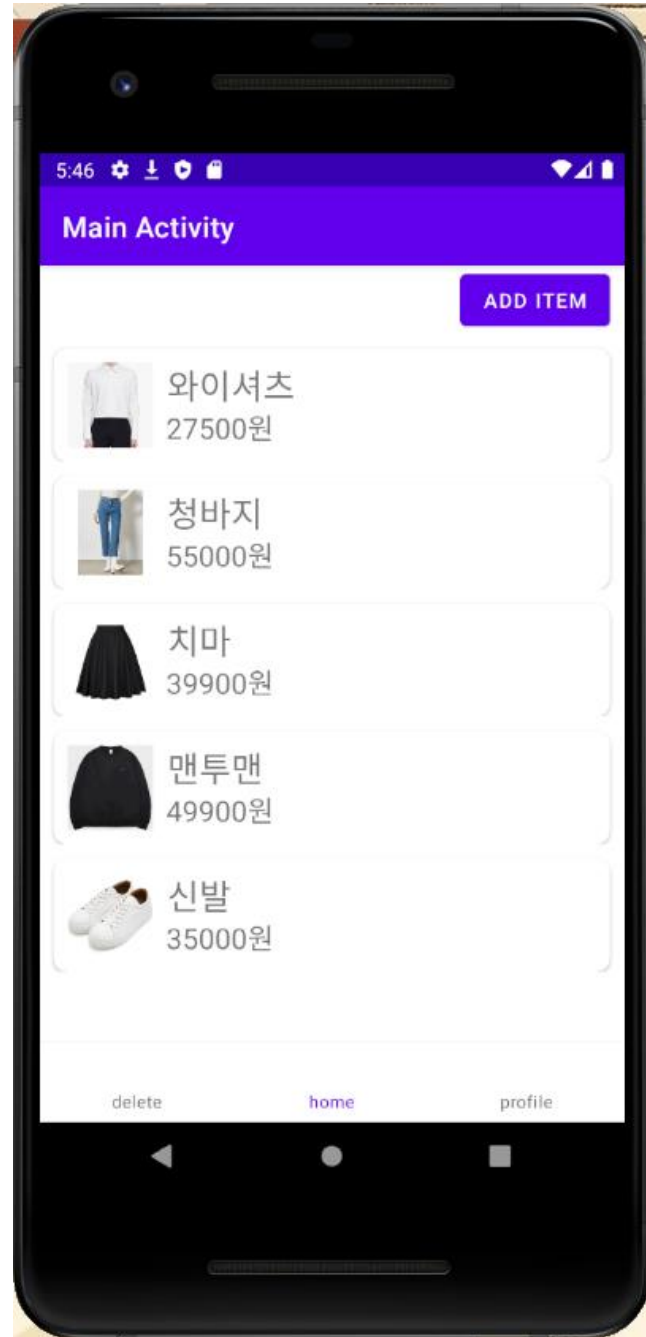 5:46
Main Activity
ADD ITEM
와이셔츠
27500원
청바지
55000원
치마
39900원
맨투맨
49900원
신발
35000원
delete
home
profile